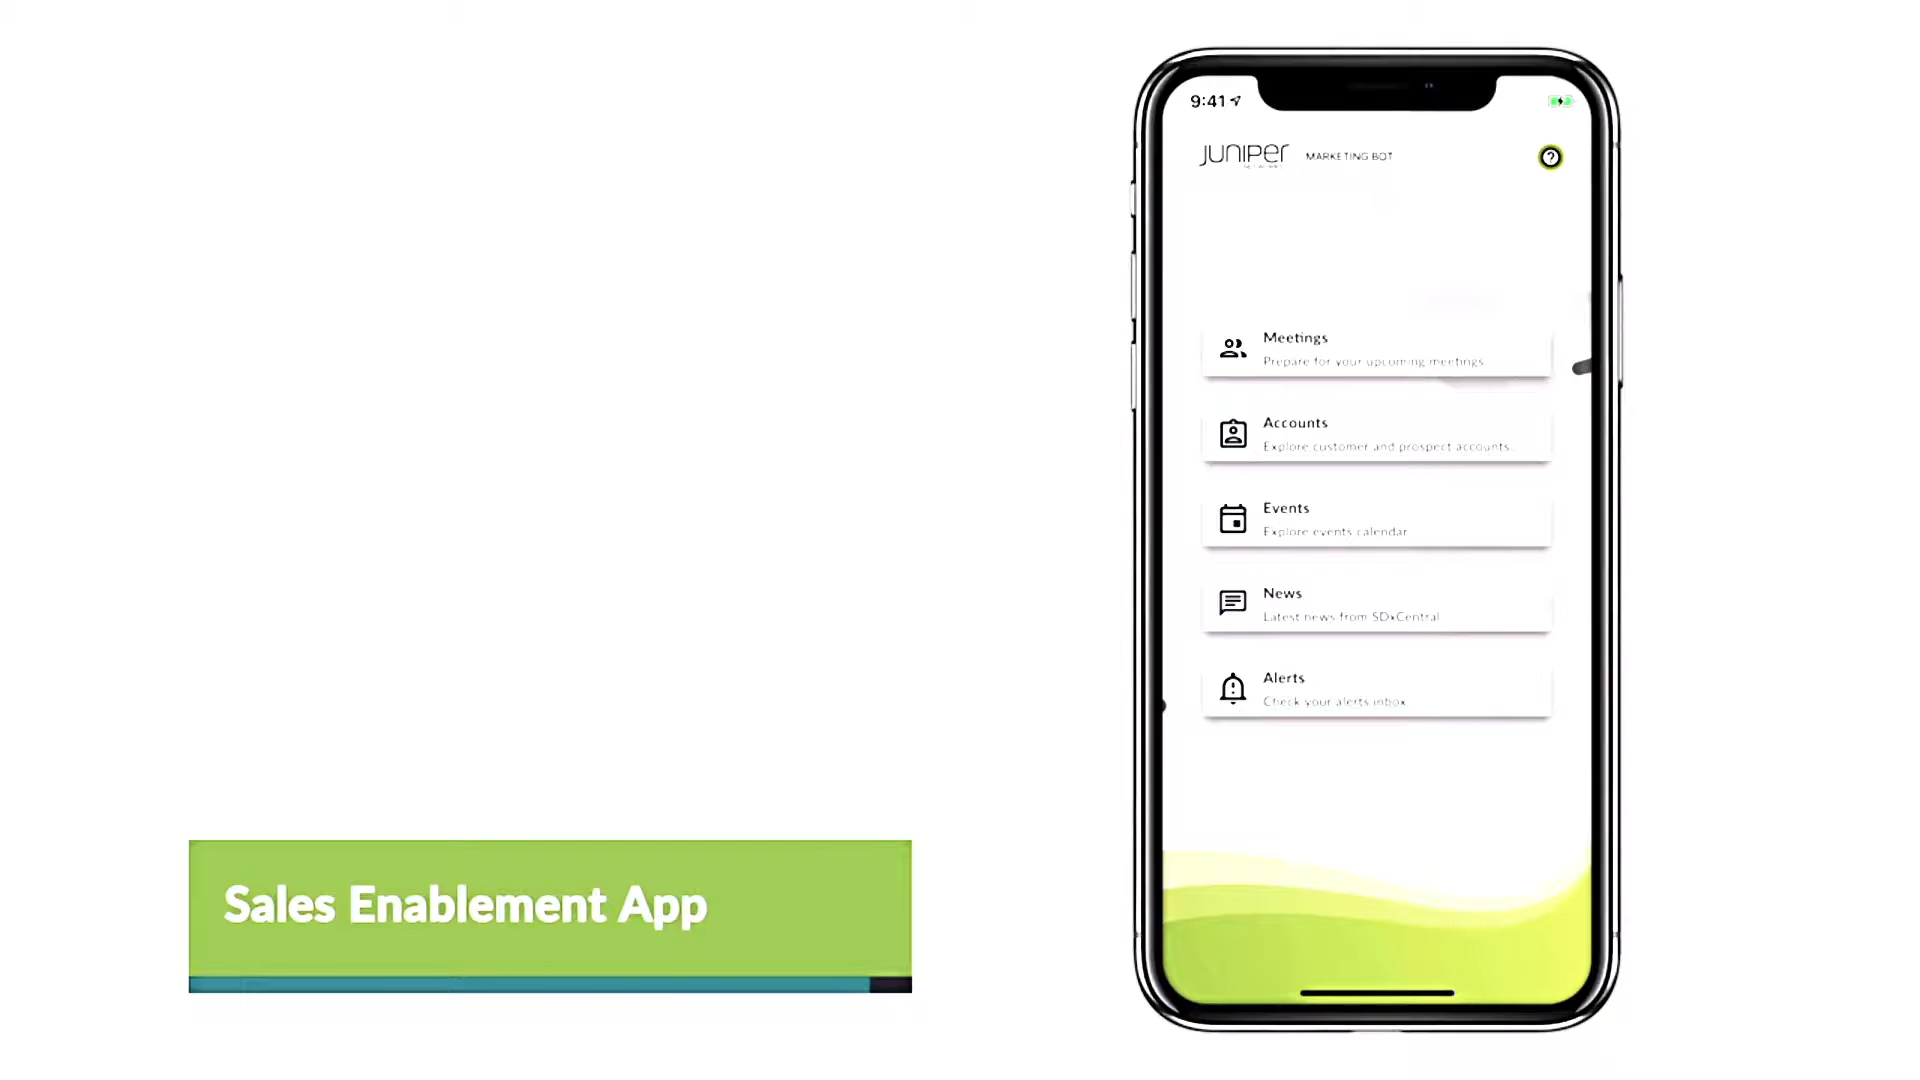 9:41
JUNIPer
NETWORKS
MARKETING BOT
Meetings
Prepare for your upcoming meetings
Accounts
Explore customer and prospect accounts.
Events
Explore events calendar
News
Latest news from SDxCentral
Alerts
Check your alerts inbox
Sales Enablement App